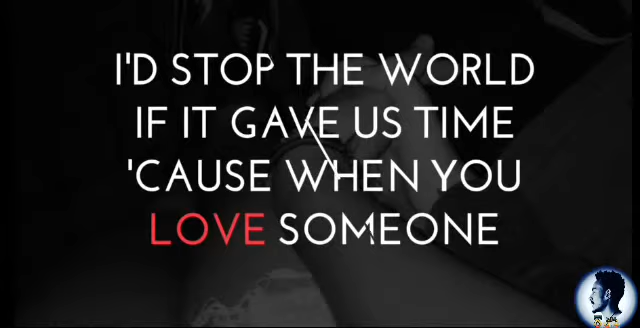 I'D STOP THE WORLD
IF IT GAVE US TIME
'CAUSE WHEN YOU
LOVE SOMEONE